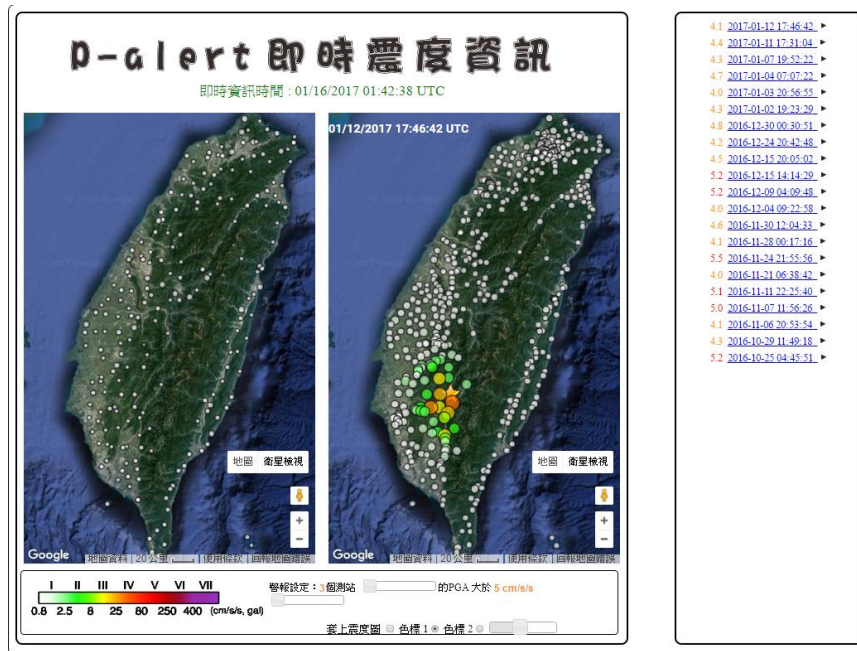 P-alert 即時震度資訊
即時資訊時間 : 01/16/2017 01:42:38 UTC
01/12/2017 17:46:42 UTC
地圖 衛星檢視
地圖 衛星檢視
+
−
+
−
Google 地圖資料 20 公里 使用條款 回報地圖錯誤
Google 地圖資料 20 公里 使用條款 回報地圖錯誤
I II III IV V VI VII
0.8 2.5 8 25 80 250 400 (cm/s/s, gal)
警報設定：3個測站 的PGA 大於 5 cm/s/s
套上震度圖 色標 1 色標 2
4.1 2017-01-12 17:46:42
4.4 2017-01-11 17:31:04
4.3 2017-01-07 19:52:22
4.7 2017-01-04 07:07:22
4.0 2017-01-03 20:56:55
4.3 2017-01-02 19:23:29
4.8 2016-12-30 00:30:51
4.2 2016-12-24 20:42:48
4.5 2016-12-15 20:05:02
5.2 2016-12-15 14:14:29
5.2 2016-12-09 04:09:48
4.0 2016-12-04 09:22:58
4.6 2016-11-30 12:04:33
4.1 2016-11-28 00:17:16
5.5 2016-11-24 21:55:56
4.0 2016-11-21 06:38:42
5.1 2016-11-11 22:25:40
5.0 2016-11-07 11:56:26
4.1 2016-11-06 20:53:54
4.3 2016-10-29 11:49:18
5.2 2016-10-25 04:45:51